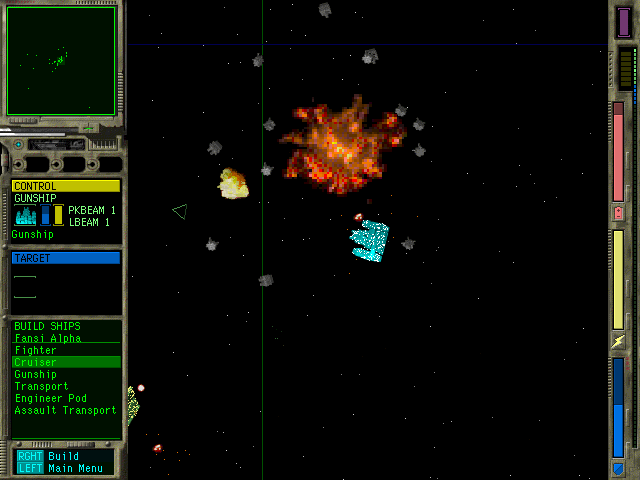 CONTROL
GUNSHIP
PKBEAM 1
LBEAM 1
Gunship
TARGET
BUILD SHIPS
Fansi Alpha
Fighter
Cruiser
Gunship
Transport
Engineer Pod
Assault Transport
RGHT Build
LEFT Main Menu